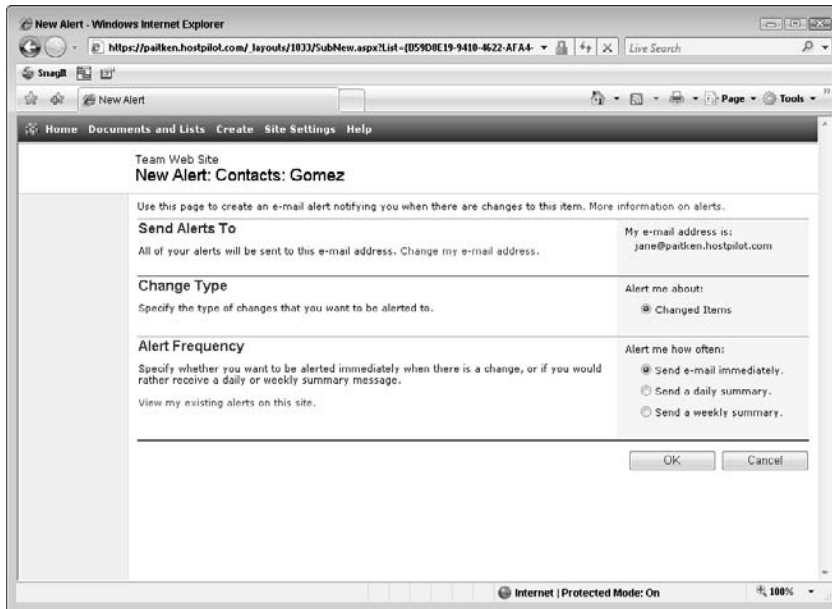 New Alert - Windows Internet Explorer
https://paitken.hostpilot.com/_layouts/1033/SubNew.aspx?List={D59D8E19-9410-4622-AFA4-
Live Search
SnagIt
New Alert
Page
Tools
Home Documents and Lists Create Site Settings Help
Team Web Site
New Alert: Contacts: Gomez
Use this page to create an e-mail alert notifying you when there are changes to this item. More information on alerts.
Send Alerts To
All of your alerts will be sent to this e-mail address. Change my e-mail address.
My e-mail address is:
jane@paitken.hostpilot.com
Change Type
Specify the type of changes that you want to be alerted to.
Alert me about:
Changed Items
Alert Frequency
Specify whether you want to be alerted immediately when there is a change, or if you would
rather receive a daily or weekly summary message.
View my existing alerts on this site.
Alert me how often:
Send e-mail immediately.
Send a daily summary.
Send a weekly summary.
OK
Cancel
Internet | Protected Mode: On
100%